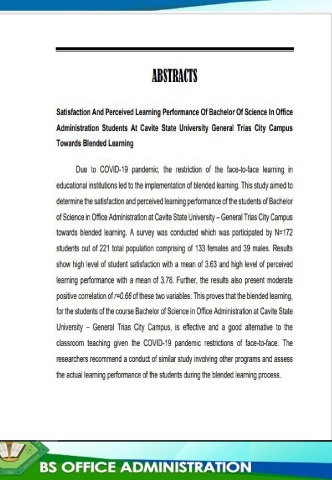 ABSTRACTS
Satisfaction And Perceived Learning Performance Of Bachelor Of Science In Office
Administration Students At Cavite State University General Trias City Campus
Towards Blended Learning
Due to COVID-19 pandemic, the restriction of the face-to-face learning in
educational institutions led to the implementation of blended learning. This study aimed to
determine the satisfaction and perceived learning performance of the students of Bachelor
of Science in Office Administration at Cavite State University – General Trias City Campus
towards blended learning. A survey was conducted which was participated by N=172
students out of 221 total population comprising of 133 females and 39 males. Results
show high level of student satisfaction with a mean of 3.63 and high level of perceived
learning performance with a mean of 3.78. Further, the results also present moderate
positive correlation of r=0.66 of these two variables. This proves that the blended learning,
for the students of the course Bachelor of Science in Office Administration at Cavite State
University – General Trias City Campus, is effective and a good alternative to the
classroom teaching given the COVID-19 pandemic restrictions of face-to-face. The
researchers recommend a conduct of similar study involving other programs and assess
the actual learning performance of the students during the blended learning process.
BS OFFICE ADMINISTRATION